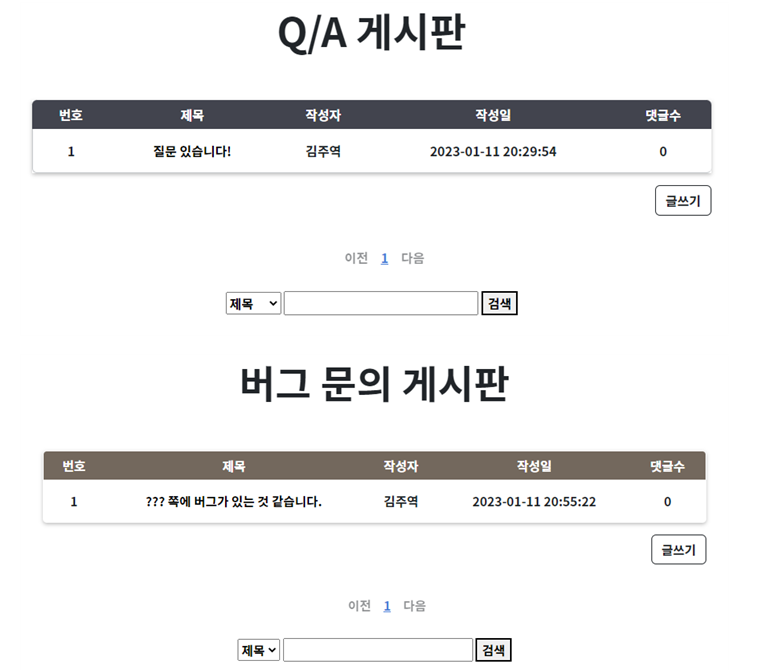 Q/A 게시판
번호 제목 작성자 작성일 댓글수
1 질문 있습니다! 김주역 2023-01-11 20:29:54 0
글쓰기
이전 1 다음
제목 검색
버그 문의 게시판
번호 제목 작성자 작성일 댓글수
1 ??? 쪽에 버그가 있는 것 같습니다. 김주역 2023-01-11 20:55:22 0
글쓰기
이전 1 다음
제목 검색